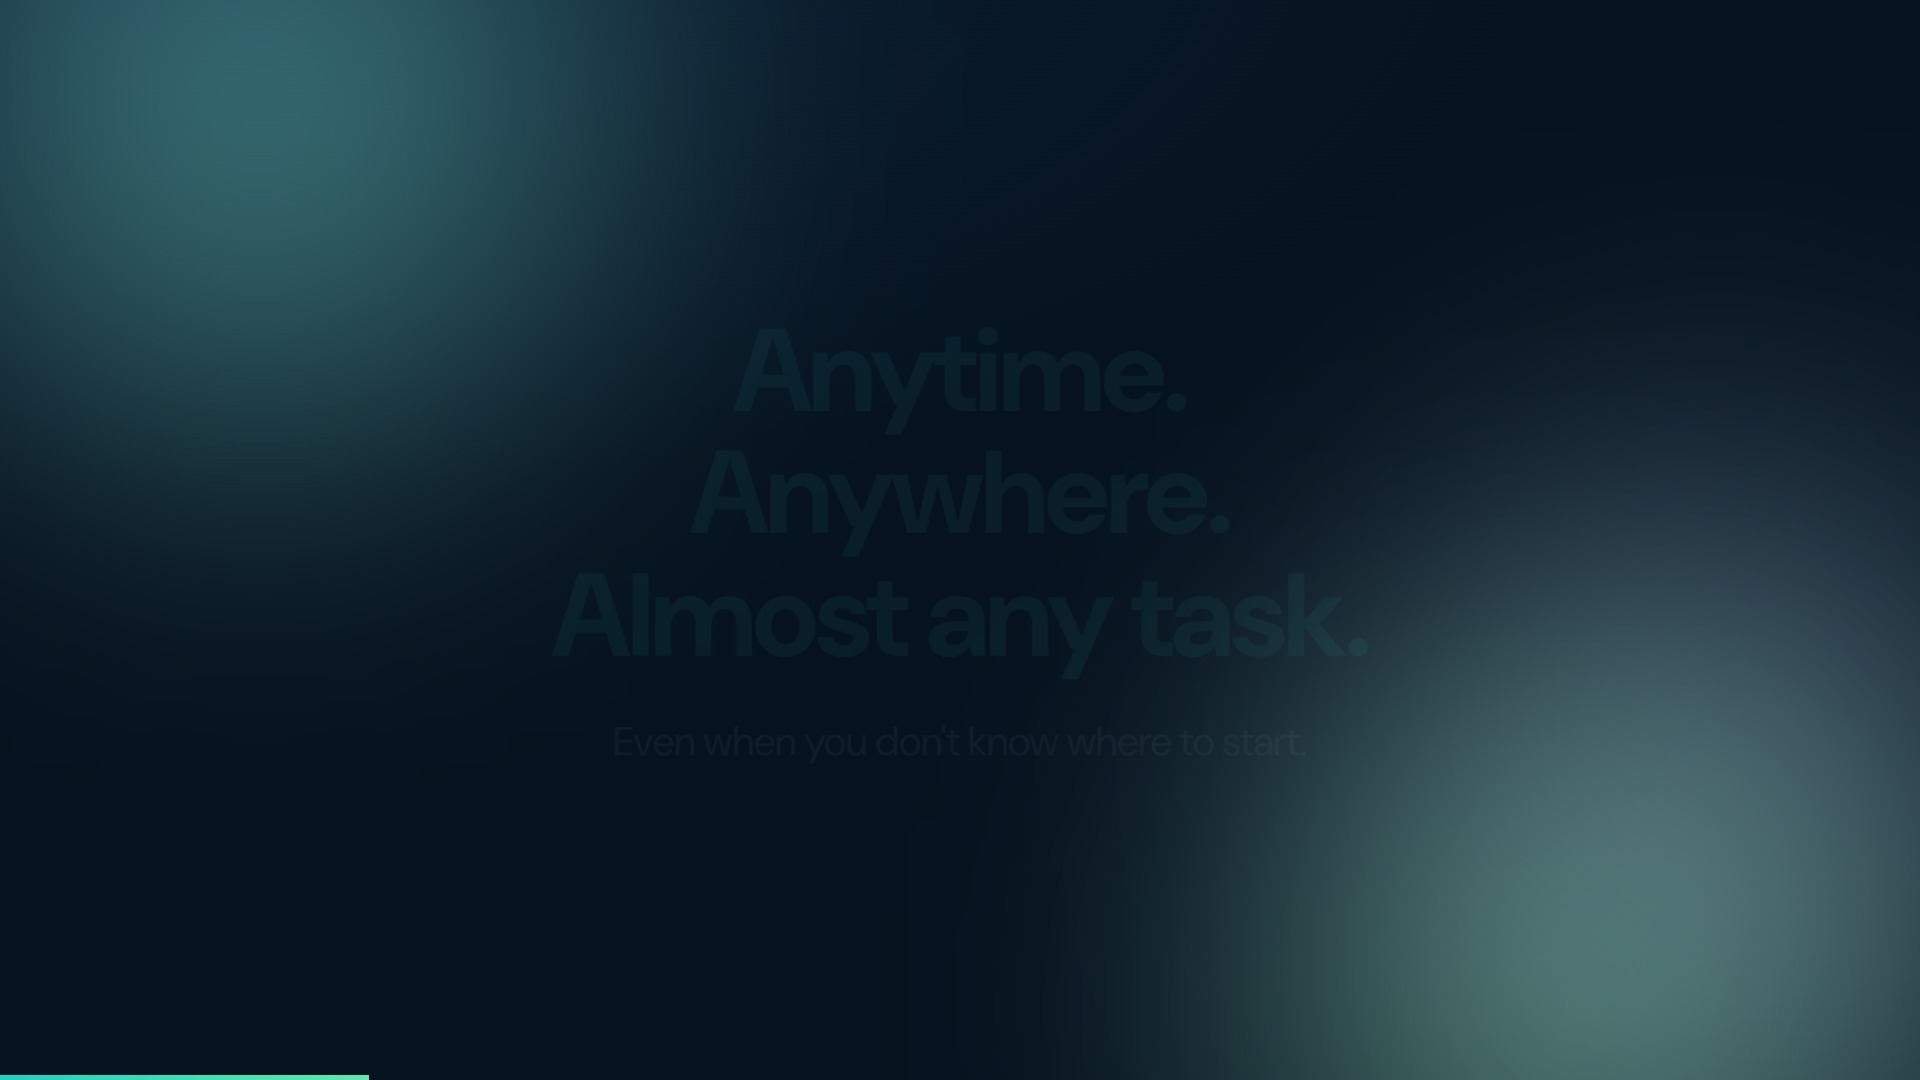 Anytime.
Anywhere.
Almost any task.
Even when you don't know where to start.